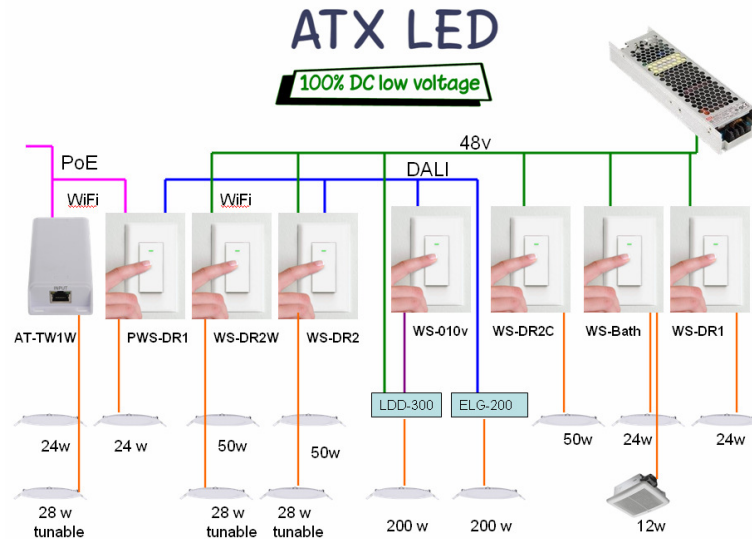 ATX LED
100% DC low voltage
48v
PoE
DALI
WiFi
WiFi
INPUT
AT-TW1W
PWS-DR1
WS-DR2W
WS-DR2
WS-010v
WS-DR2C
WS-Bath
WS-DR1
LDD-300
ELG-200
24w
24 w
50w
50w
50w
24w
24w
28 w
tunable
28 w
tunable
28 w
tunable
200 w
200 w
12w